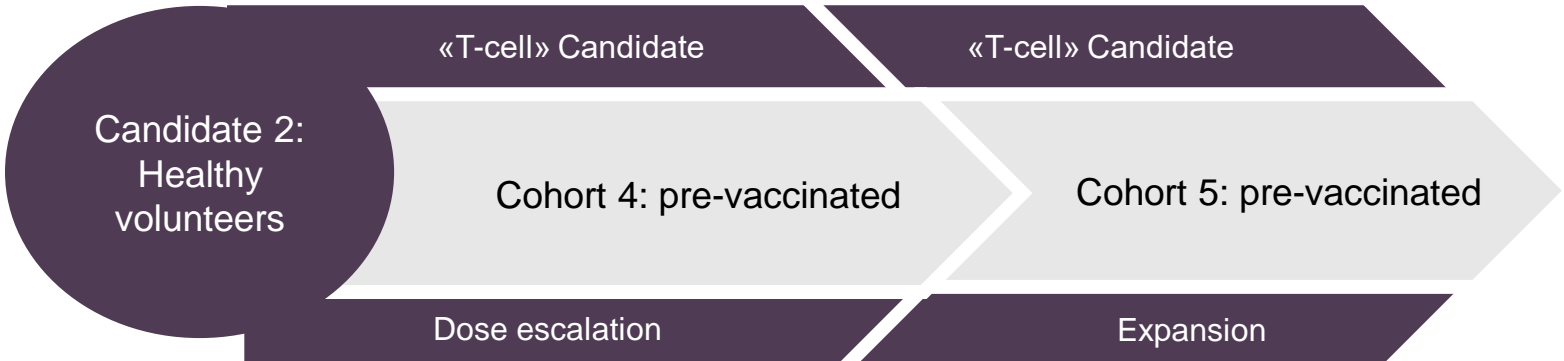 «T-cell» Candidate
«T-cell» Candidate
Candidate 2:
Healthy
volunteers
Cohort 4: pre-vaccinated
Cohort 5: pre-vaccinated
Dose escalation
Expansion